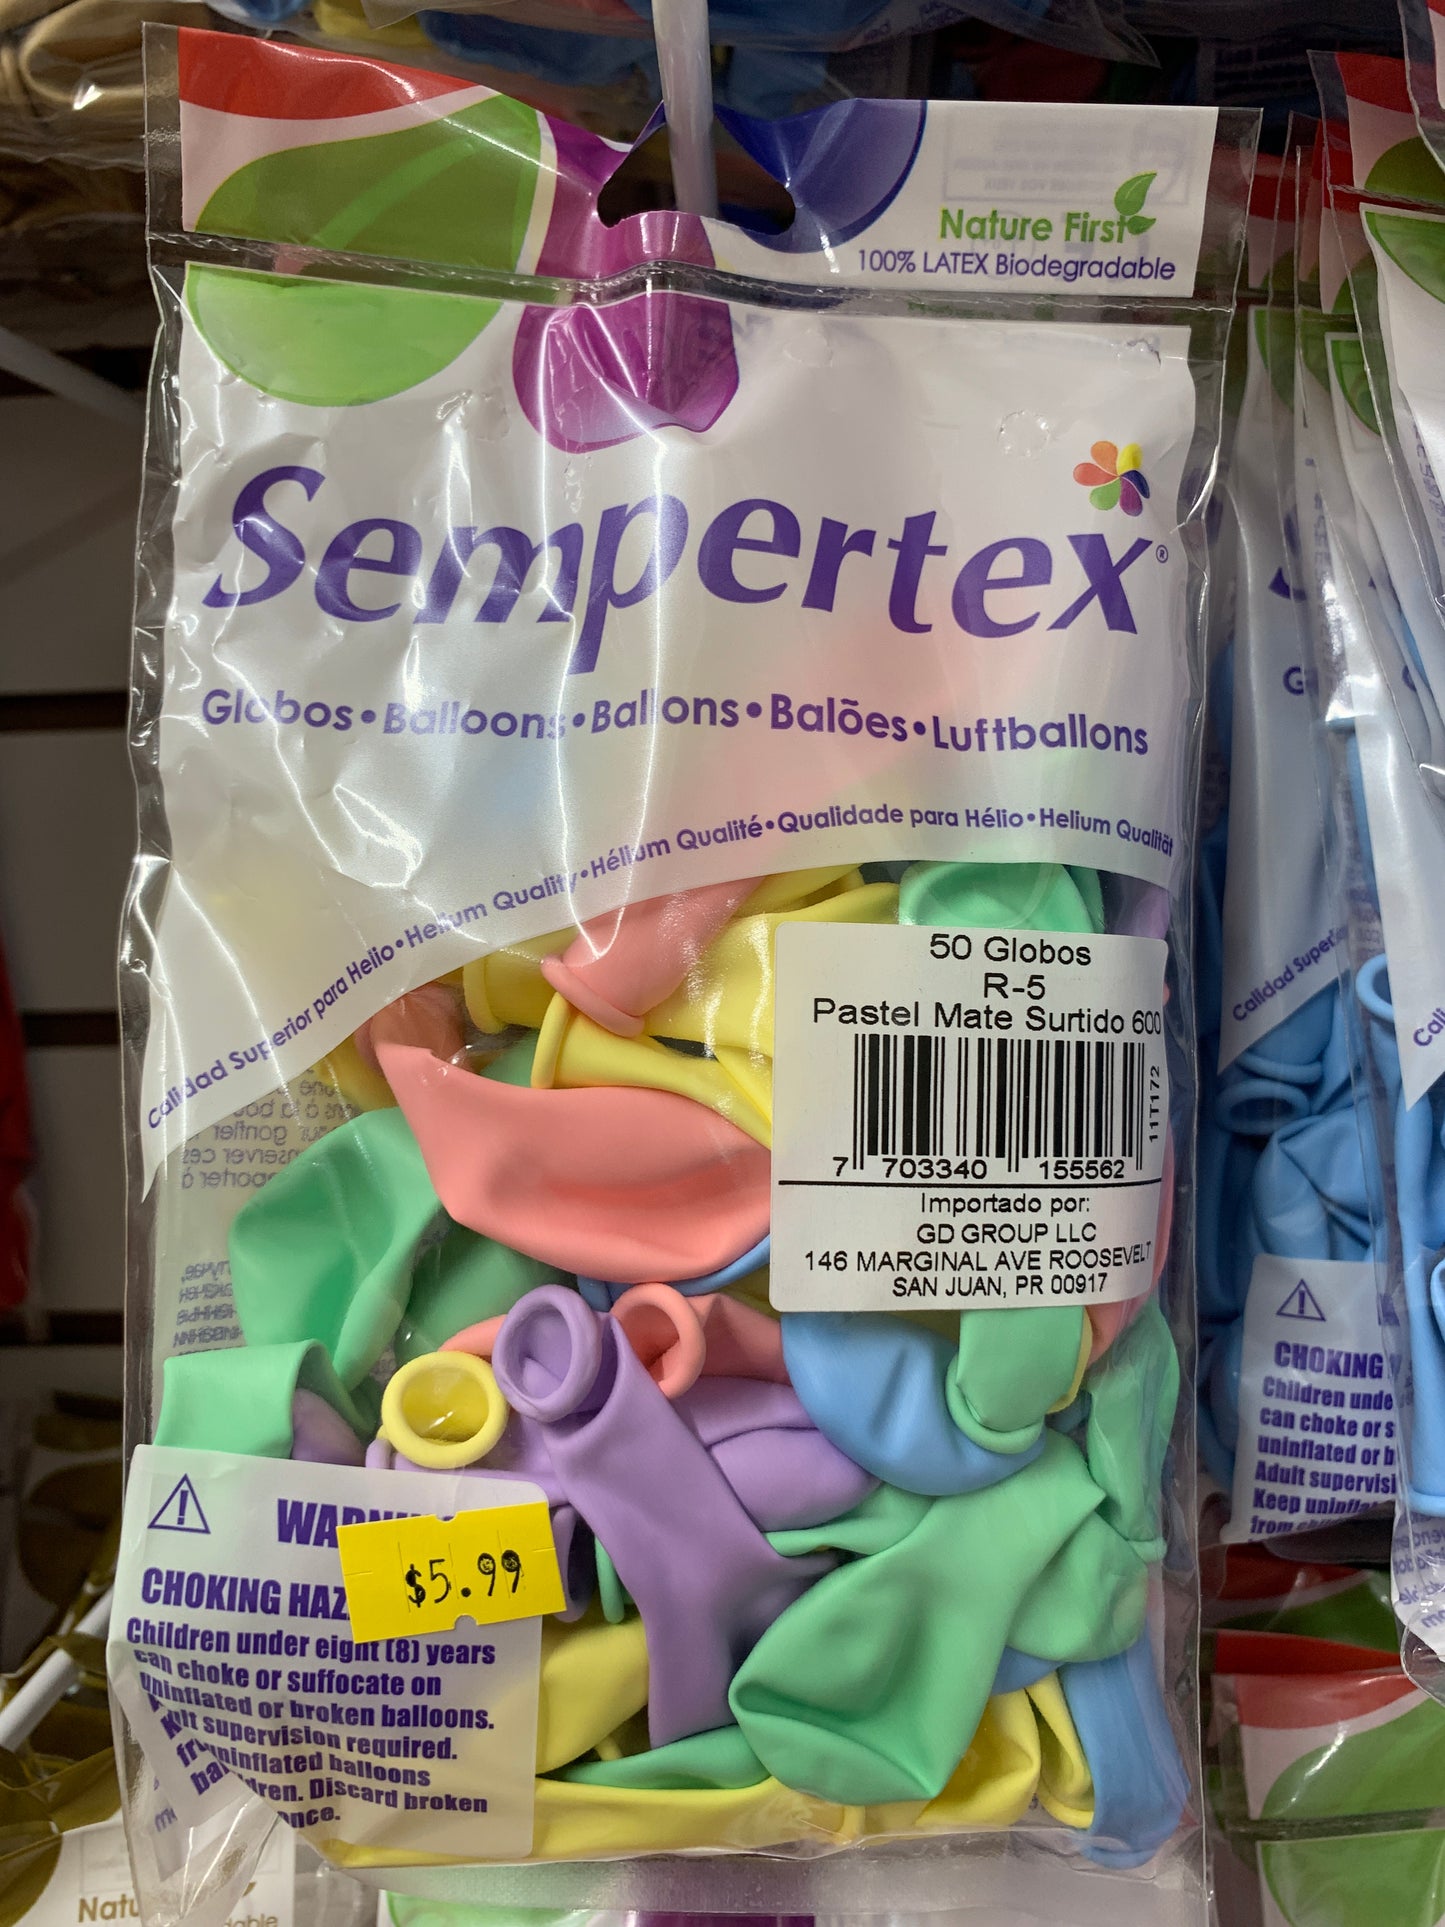 Nature First
100% LATEX Biodegradable
Sempertex®
Globos•Balloons•Ballons•Balões•Luftballons
Calidad Superior para Helio•Helium Quality•Hélium Qualité•Qualidade para Hélio•Helium Qualität
50 Globos
R-5
Pastel Mate Surtido 600
11T172
7 703340 155562
Importado por:
GD GROUP LLC
146 MARGINAL AVE ROOSEVELT
SAN JUAN, PR 00917
CHOKING
$5.99
Children under eight (8) years
can choke or suffocate on
uninflated or broken balloons.
supervision required.
uninflated balloons
Discard broken
Calidad
CHOKING
Children
can choke or
uninflated or
Adult
Keep
from